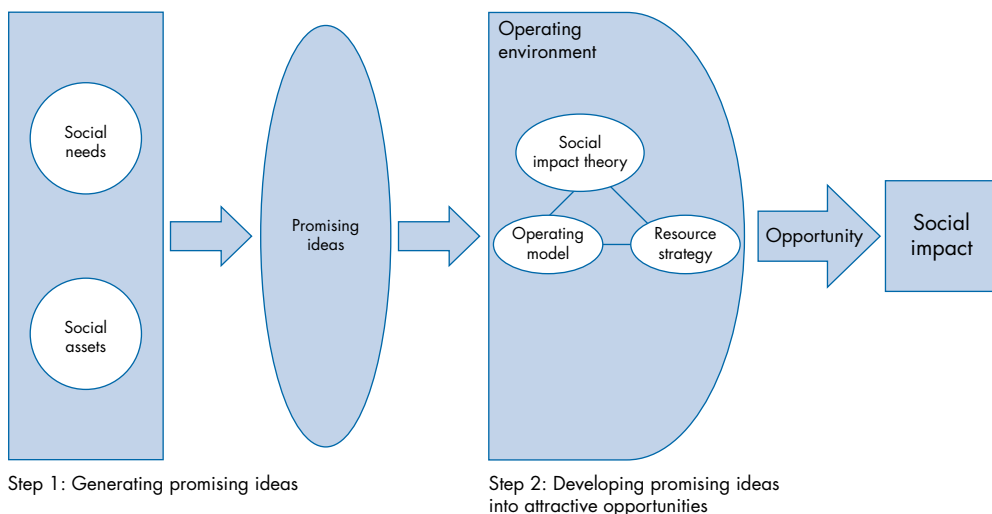 Social
needs
Social
assets
Promising
ideas
Operating
environment
Social
impact theory
Operating
model
Resource
strategy
Opportunity
Social
impact
Step 1: Generating promising ideas
Step 2: Developing promising ideas
into attractive opportunities